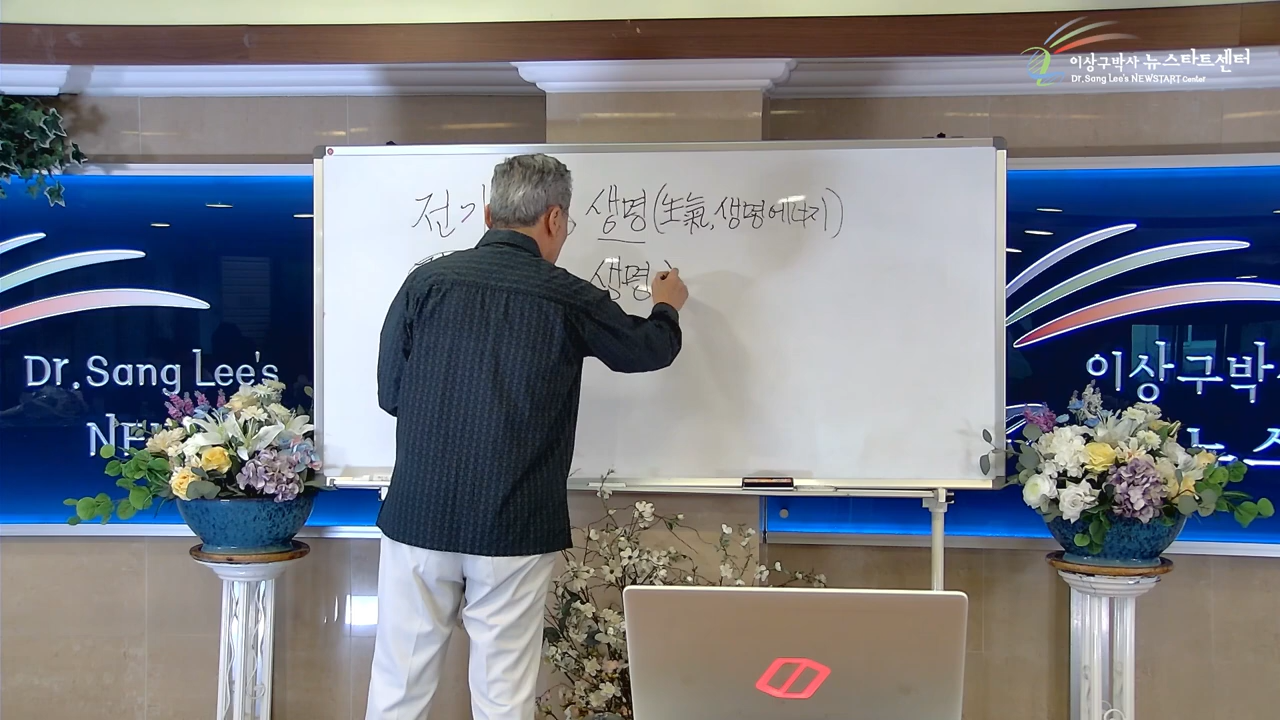 이상구박사 뉴스타트센터
Dr. Sang Lee's NEWSTART Center
전기
생명(生氣, 생명에너지)
생명
Dr. Sang Lee's
이상구박